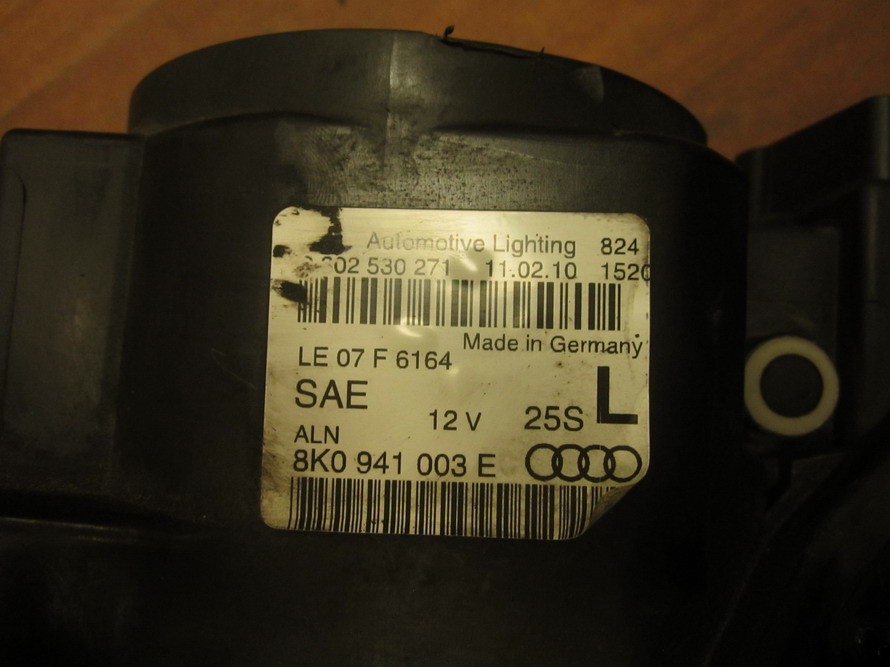 Automotive Lighting 824
302 530 271 11.02.10 152
Made in Germany
LE 07 F 6164
SAE
12 V 25S L
ALN
8K0 941 003 E